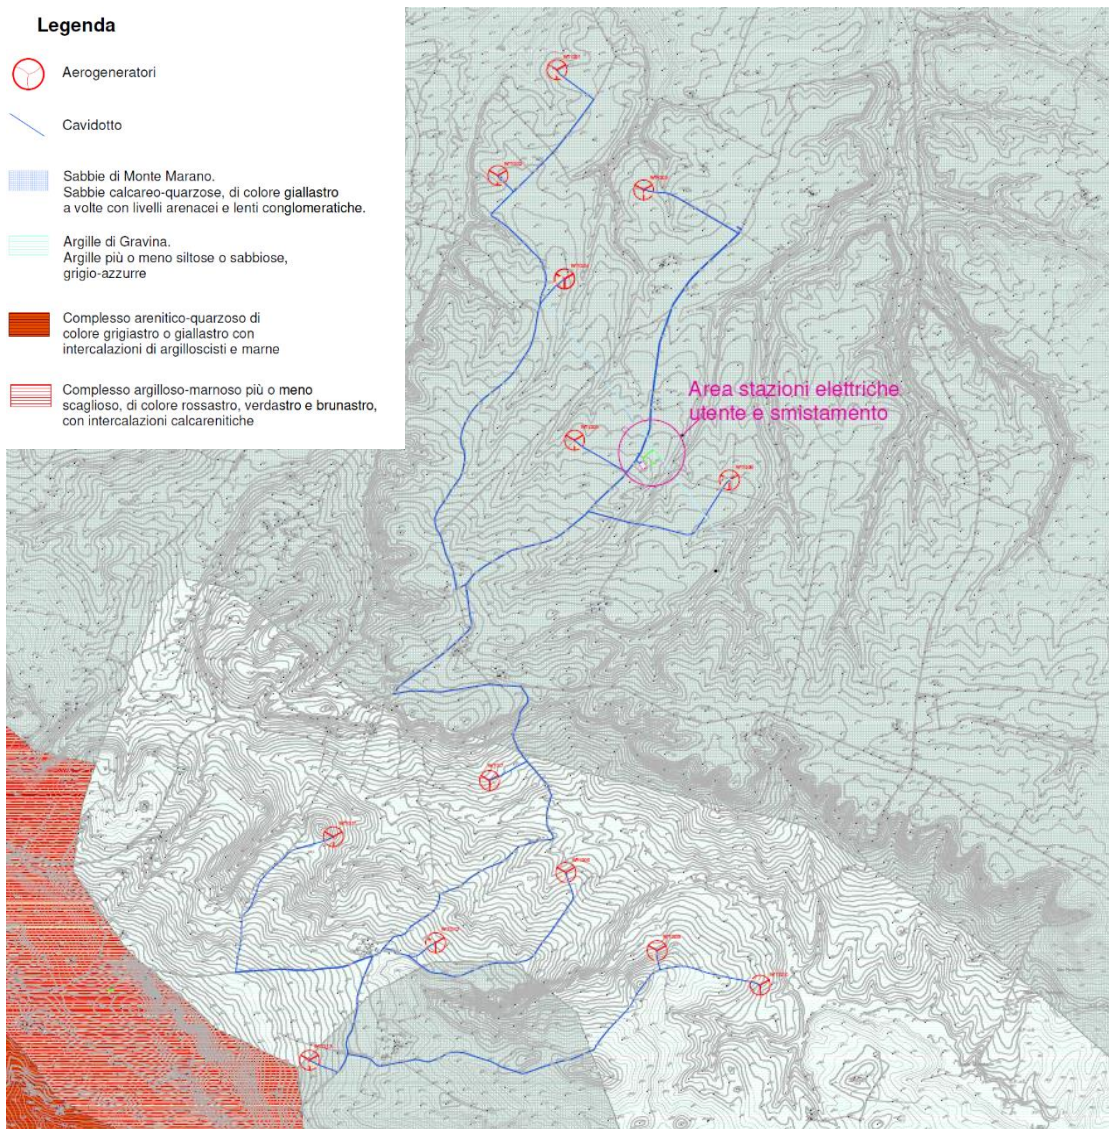 Legenda
Aerogeneratori
Cavidotto
Sabbie di Monte Marano.
Sabbie calcareo-quarzose, di colore giallastro
a volte con livelli arenacei e lenti conglomeratiche.
Argille di Gravina.
Argille più o meno siltose o sabbiose,
grigio-azzurre
Complesso arenitico-quarzoso di
colore grigiastro o giallastro con
intercalazioni di argilloscisti e marne
Complesso argilloso-marnoso più o meno
scaglioso, di colore rossastro, verdastro e brunastro,
con intercalazioni calcarenitiche
Area stazioni elettriche
utente e smistamento